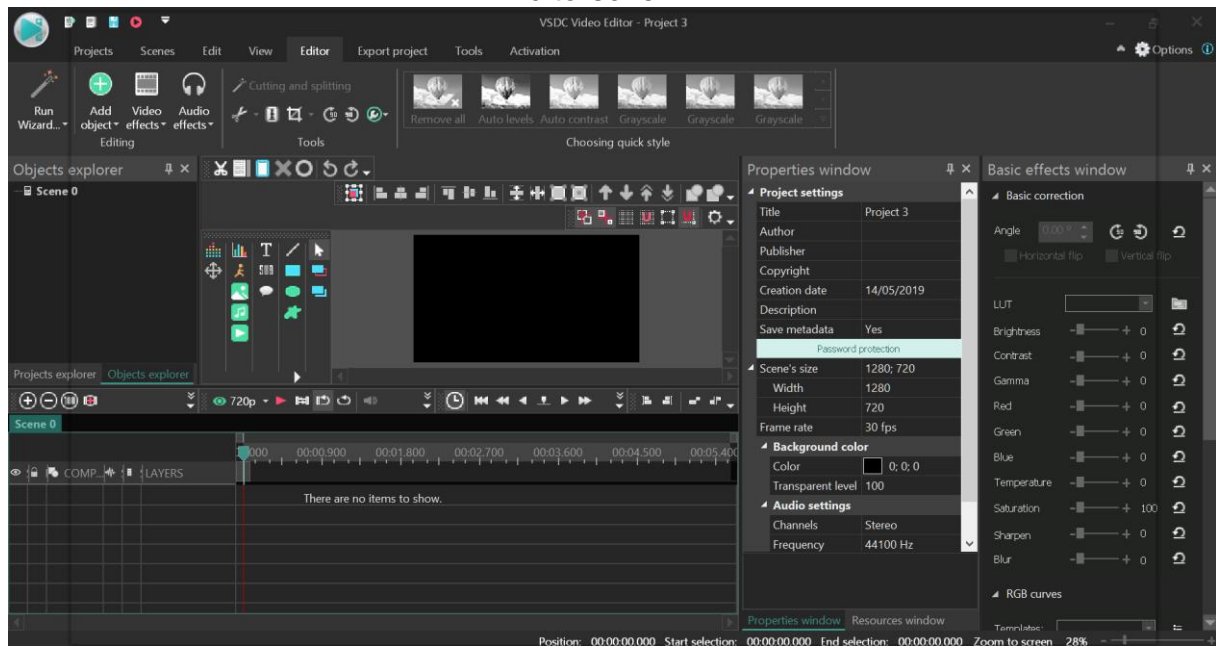 VSDC Video Editor - Project 3
Projects Scenes Edit View Editor Export project Tools Activation Options
Run Wizard...
Add object
Video effects
Audio effects
Editing
Cutting and splitting
Tools
Remove all Auto levels Auto contrast Grayscale Grayscale Grayscale
Choosing quick style
Objects explorer
Scene 0
Projects explorer Objects explorer
Properties window
Project settings
Title Project 3
Author
Publisher
Copyright
Creation date 14/05/2019
Description
Save metadata Yes
Password protection
Scene's size 1280; 720
Width 1280
Height 720
Frame rate 30 fps
Background color
Color 0; 0; 0
Transparent level 100
Audio settings
Channels Stereo
Frequency 44100 Hz
Properties window Resources window
Basic effects window
Basic correction
Angle 0.00 °
Horizontal flip Vertical flip
LUT
Brightness - + 0
Contrast - + 0
Gamma - + 0
Red - + 0
Green - + 0
Blue - + 0
Temperature - + 0
Saturation - + 100
Sharpen - + 0
Blur - + 0
RGB curves
Templates:
720p
Scene 0
000 00:00.900 00:01.800 00:02.700 00:03.600 00:04.500 00:05.400
COMP... LAYERS
There are no items to show.
Position: 00:00:00.000 Start selection: 00:00:00.000 End selection: 00:00:00.000 Zoom to screen 28% - +